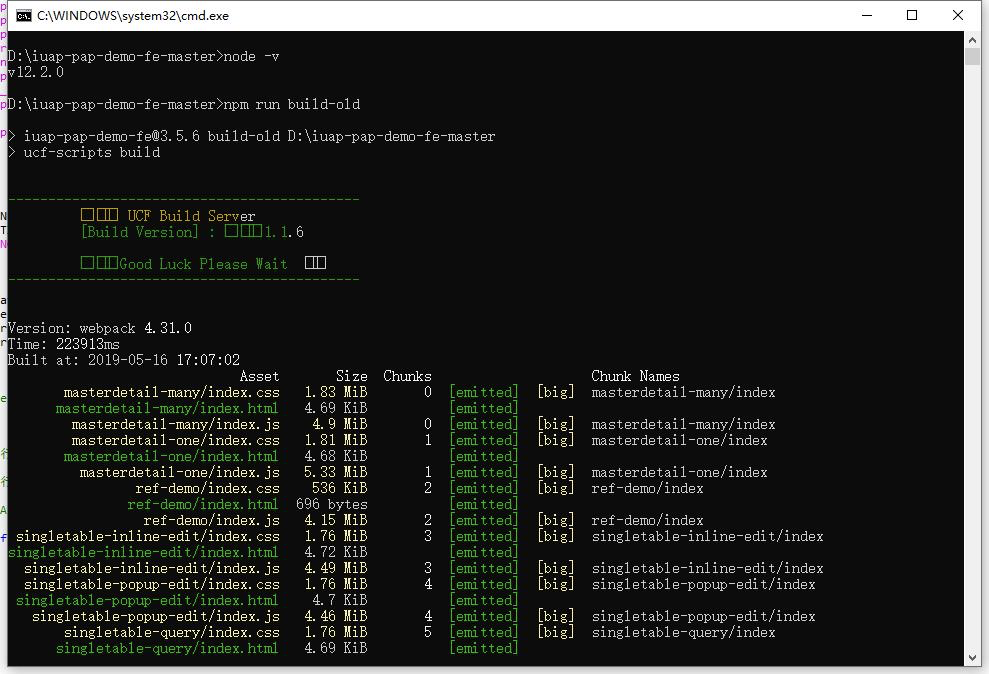 C:\WINDOWS\system32\cmd.exe
D:\iuap-pap-demo-fe-master>node -v
v12.2.0
D:\iuap-pap-demo-fe-master>npm run build-old
> iuap-pap-demo-fe@3.5.6 build-old D:\iuap-pap-demo-fe-master
> ucf-scripts build
----------------------------------------
UCF Build Server
[Build Version] : 1.1.6
Good Luck Please Wait
----------------------------------------
Version: webpack 4.31.0
Time: 223913ms
Built at: 2019-05-16 17:07:02
Asset Size Chunks Chunk Names
masterdetail-many/index.css 1.83 MiB 0 [emitted] [big] masterdetail-many/index
masterdetail-many/index.html 4.69 KiB [emitted]
masterdetail-many/index.js 4.9 MiB 0 [emitted] [big] masterdetail-many/index
masterdetail-one/index.css 1.81 MiB 1 [emitted] [big] masterdetail-one/index
masterdetail-one/index.html 4.68 KiB [emitted]
masterdetail-one/index.js 5.33 MiB 1 [emitted] [big] masterdetail-one/index
ref-demo/index.css 536 KiB 2 [emitted] [big] ref-demo/index
ref-demo/index.html 696 bytes [emitted]
ref-demo/index.js 4.15 MiB 2 [emitted] [big] ref-demo/index
singletable-inline-edit/index.css 1.76 MiB 3 [emitted] [big] singletable-inline-edit/index
singletable-inline-edit/index.html 4.72 KiB [emitted]
singletable-inline-edit/index.js 4.49 MiB 3 [emitted] [big] singletable-inline-edit/index
singletable-popup-edit/index.css 1.76 MiB 4 [emitted] [big] singletable-popup-edit/index
singletable-popup-edit/index.html 4.7 KiB [emitted]
singletable-popup-edit/index.js 4.46 MiB 4 [emitted] [big] singletable-popup-edit/index
singletable-query/index.css 1.76 MiB 5 [emitted] [big] singletable-query/index
singletable-query/index.html 4.69 KiB [emitted]